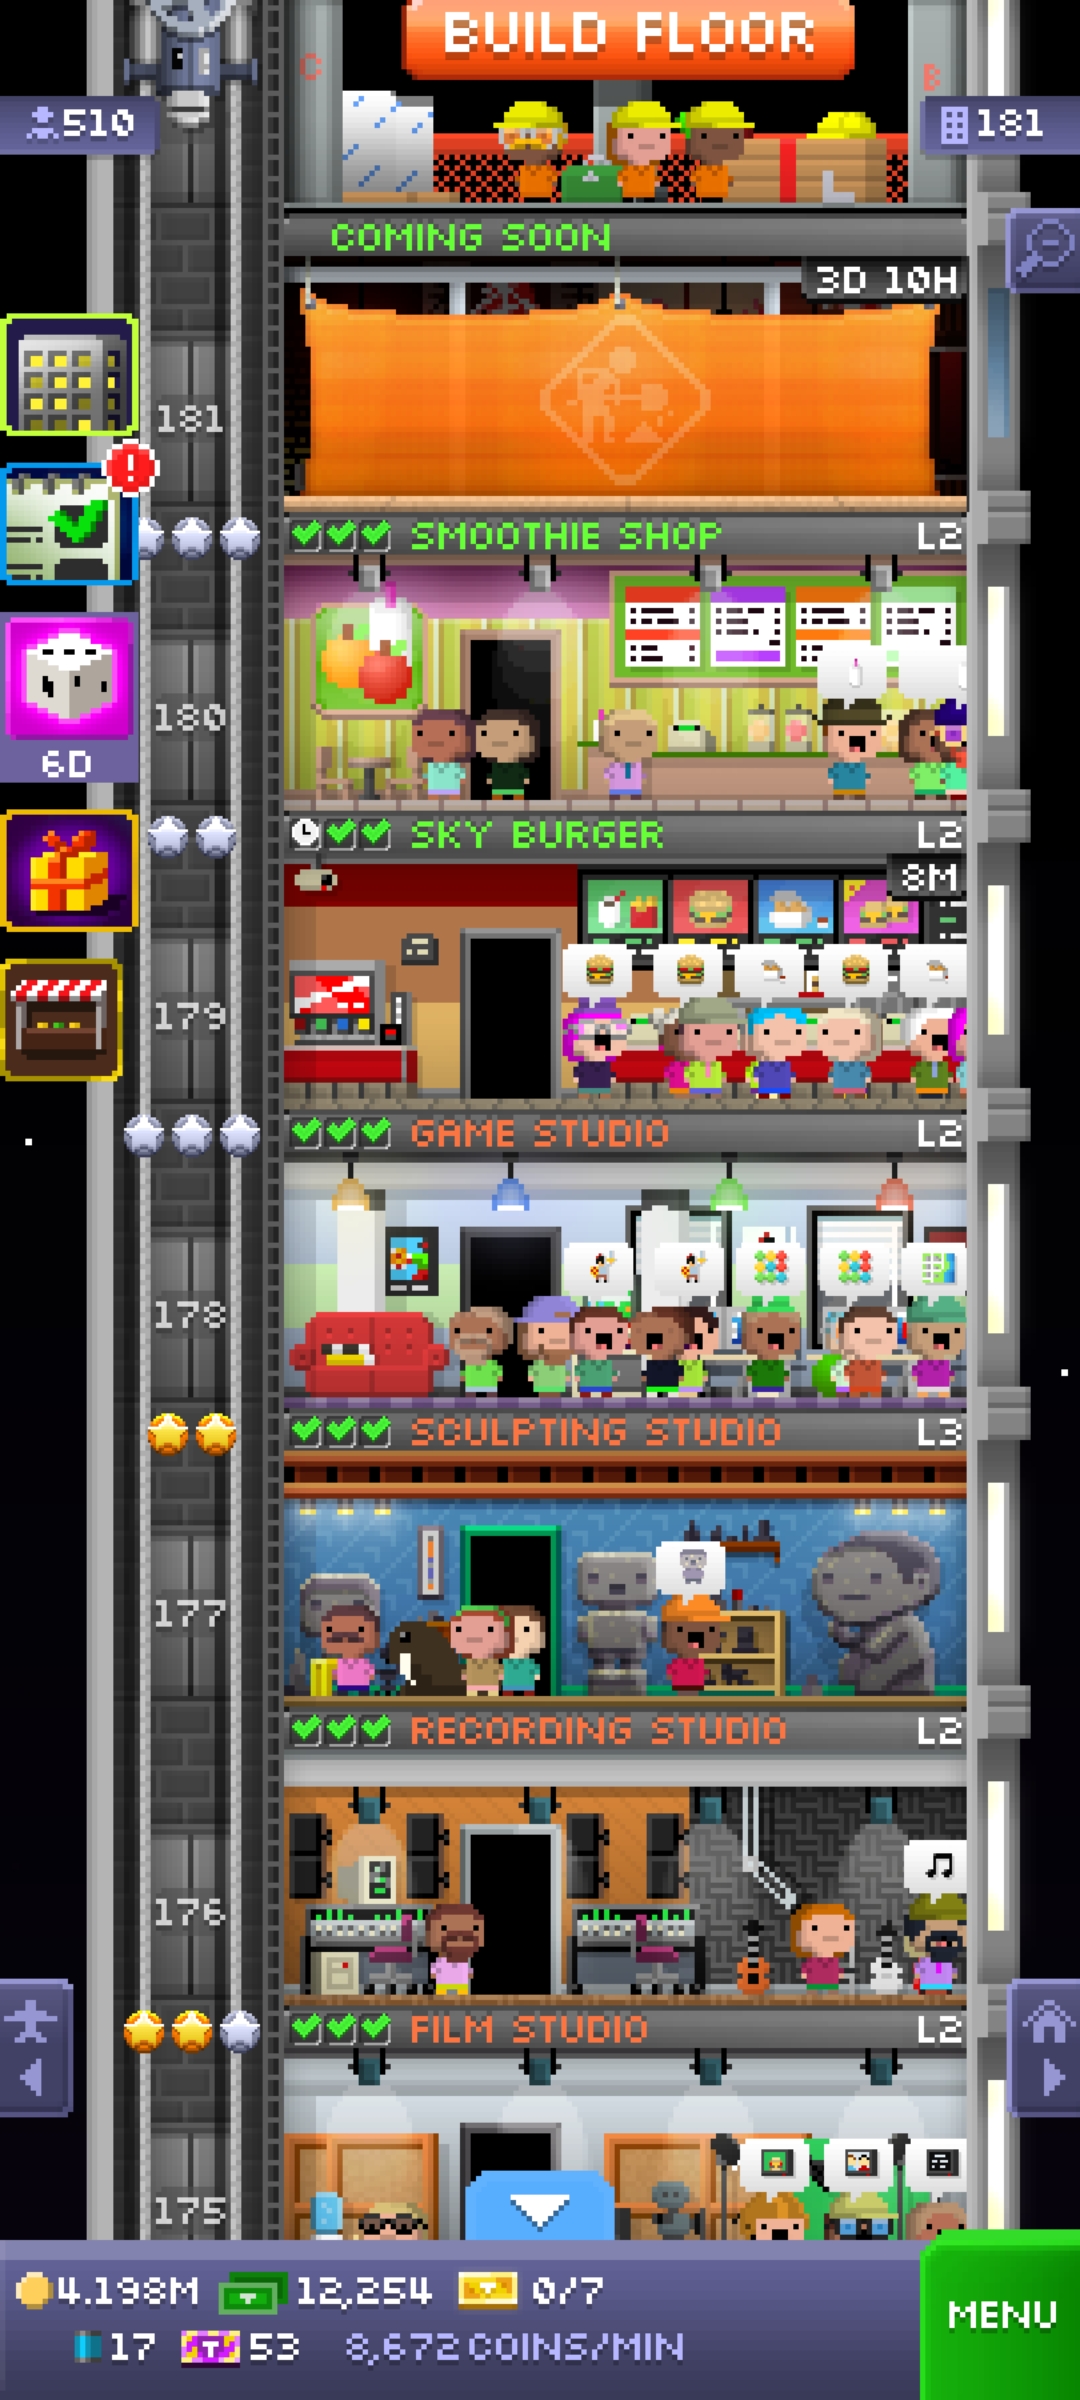 BUILD FLOOR
C
B
510
181
COMING SOON
3D 10H
181
SMOOTHIE SHOP
L2
180
6D
SKY BURGER
L2
8M
179
GAME STUDIO
L2
178
SCULPTING STUDIO
L3
177
RECORDING STUDIO
L2
176
FILM STUDIO
L2
175
4.198M
12,254
0/7
MENU
17
T
53
8,672 COINS/MIN